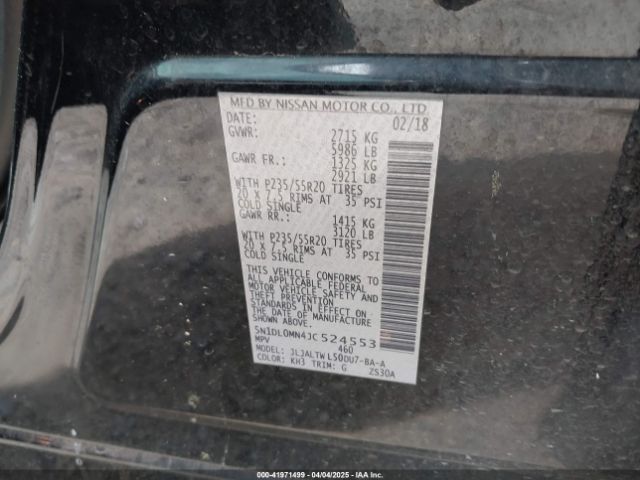 MFD BY NISSAN MOTOR CO., LTD
DATE: 02/18
GVWR: 2715 KG
5986 LB
GAWR FR.: 1325 KG
2921 LB
WITH P235/55R20 TIRES
20 x 7.5 RIMS AT 35 PSI
COLD SINGLE
GAWR RR.: 1415 KG
3120 LB
WITH P235/55R20 TIRES
20 x 7.5 RIMS AT 35 PSI
COLD SINGLE
THIS VEHICLE CONFORMS TO
ALL APPLICABLE FEDERAL
MOTOR VEHICLE SAFETY AND
THEFT PREVENTION
STANDARDS IN EFFECT ON
THE DATE OF MANUFACTURE
SHOWN ABOVE.
5N1DL0MN4JC524553
MPV 460
MODEL: JLJALTWL50DU7-BA-A
COLOR: KH3 TRIM: G ZS30A
00-41971499 | 04/04/2025 | Copyright IAA, Inc.